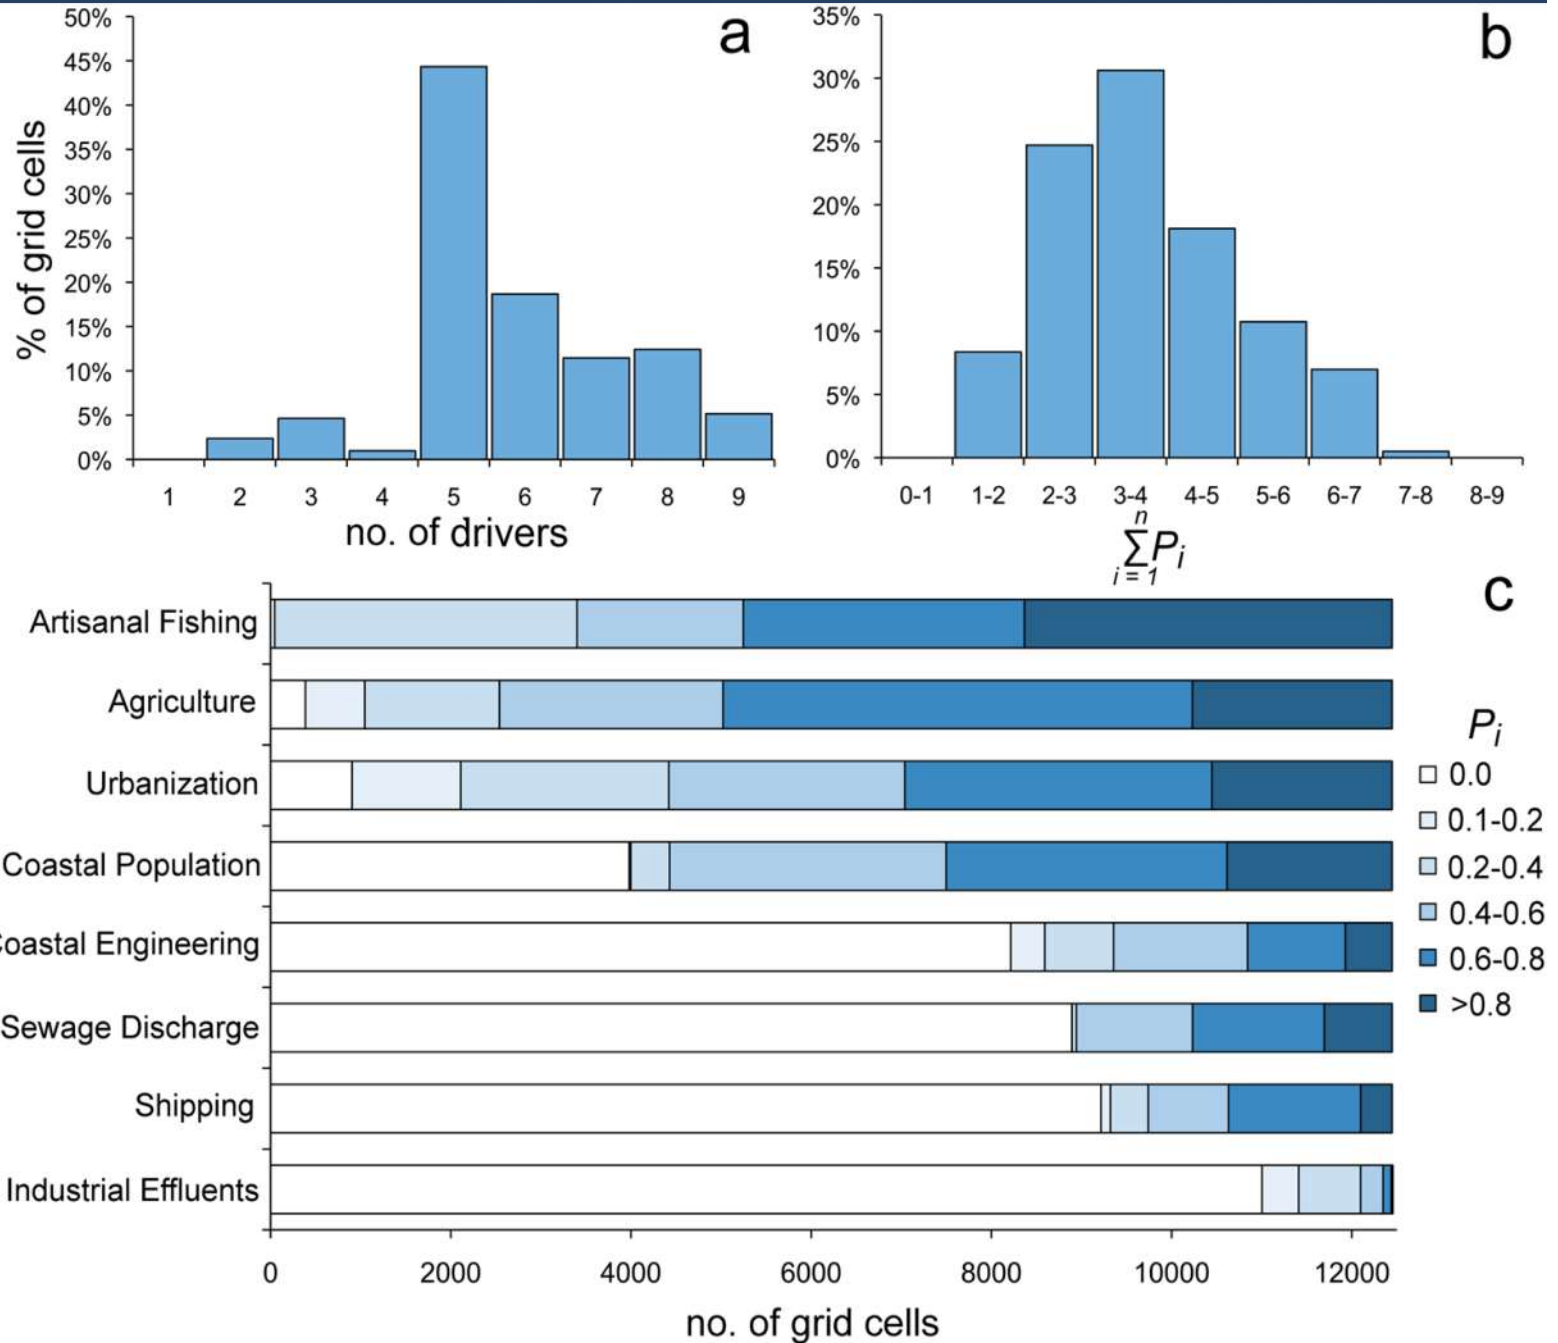 a
50%
45%
40%
35%
30%
25%
20%
15%
10%
5%
0%
% of grid cells
1 2 3 4 5 6 7 8 9
no. of drivers
b
35%
30%
25%
20%
15%
10%
5%
0%
0-1 1-2 2-3 3-4 4-5 5-6 6-7 7-8 8-9
n
∑Pi
i = 1
c
Artisanal Fishing
Agriculture
Urbanization
Coastal Population
Coastal Engineering
Sewage Discharge
Shipping
Industrial Effluents
0 2000 4000 6000 8000 10000 12000
no. of grid cells
Pi
0.0
0.1-0.2
0.2-0.4
0.4-0.6
0.6-0.8
>0.8